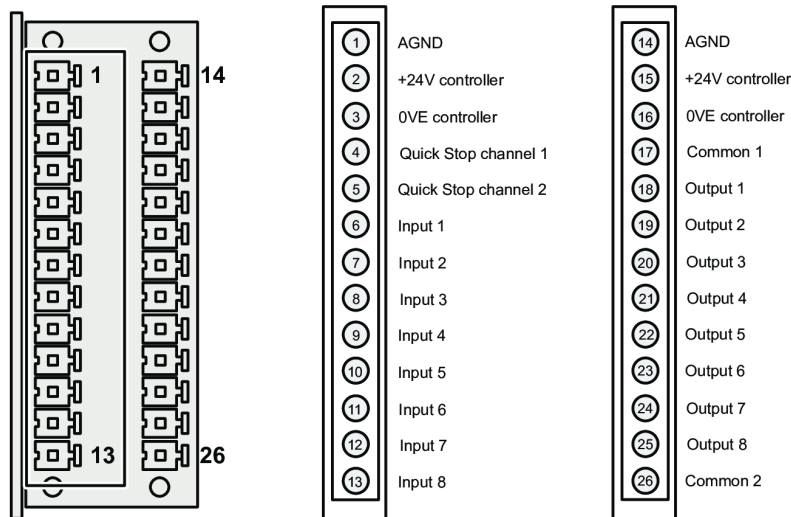 1 14
13 26
1 AGND
2 +24V controller
3 0VE controller
4 Quick Stop channel 1
5 Quick Stop channel 2
6 Input 1
7 Input 2
8 Input 3
9 Input 4
10 Input 5
11 Input 6
12 Input 7
13 Input 8
14 AGND
15 +24V controller
16 0VE controller
17 Common 1
18 Output 1
19 Output 2
20 Output 3
21 Output 4
22 Output 5
23 Output 6
24 Output 7
25 Output 8
26 Common 2